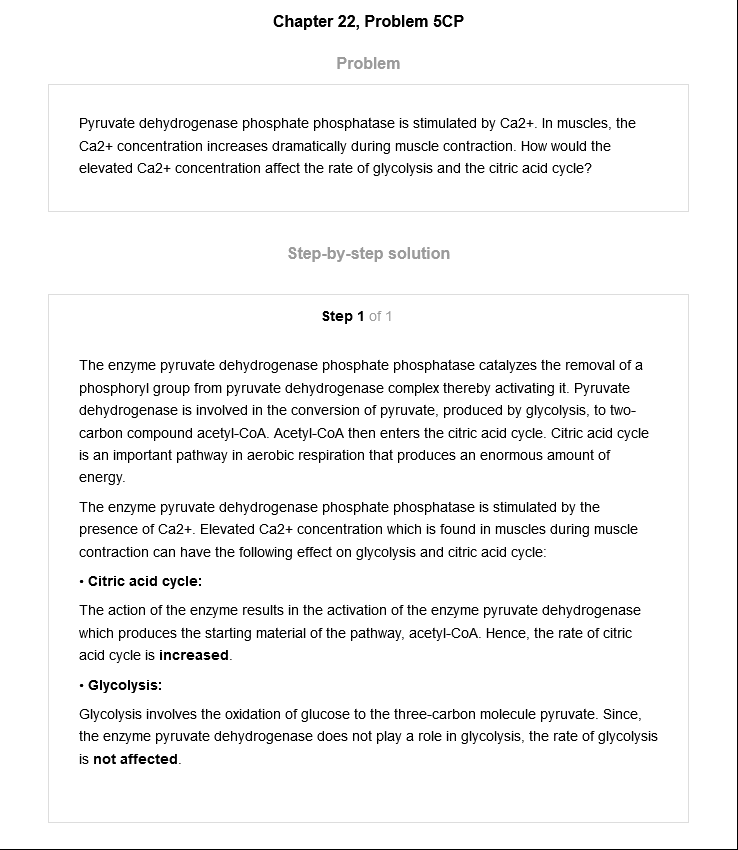 Chapter 22, Problem 5CP
Problem
Pyruvate dehydrogenase phosphate phosphatase is stimulated by Ca2+. In muscles, the
Ca2+ concentration increases dramatically during muscle contraction. How would the
elevated Ca2+ concentration affect the rate of glycolysis and the citric acid cycle?
Step-by-step solution
Step 1 of 1
The enzyme pyruvate dehydrogenase phosphate phosphatase catalyzes the removal of a
phosphoryl group from pyruvate dehydrogenase complex thereby activating it. Pyruvate
dehydrogenase is involved in the conversion of pyruvate, produced by glycolysis, to two-
carbon compound acetyl-CoA. Acetyl-CoA then enters the citric acid cycle. Citric acid cycle
is an important pathway in aerobic respiration that produces an enormous amount of
energy.
The enzyme pyruvate dehydrogenase phosphate phosphatase is stimulated by the
presence of Ca2+. Elevated Ca2+ concentration which is found in muscles during muscle
contraction can have the following effect on glycolysis and citric acid cycle:
• Citric acid cycle:
The action of the enzyme results in the activation of the enzyme pyruvate dehydrogenase
which produces the starting material of the pathway, acetyl-CoA. Hence, the rate of citric
acid cycle is increased.
• Glycolysis:
Glycolysis involves the oxidation of glucose to the three-carbon molecule pyruvate. Since,
the enzyme pyruvate dehydrogenase does not play a role in glycolysis, the rate of glycolysis
is not affected.